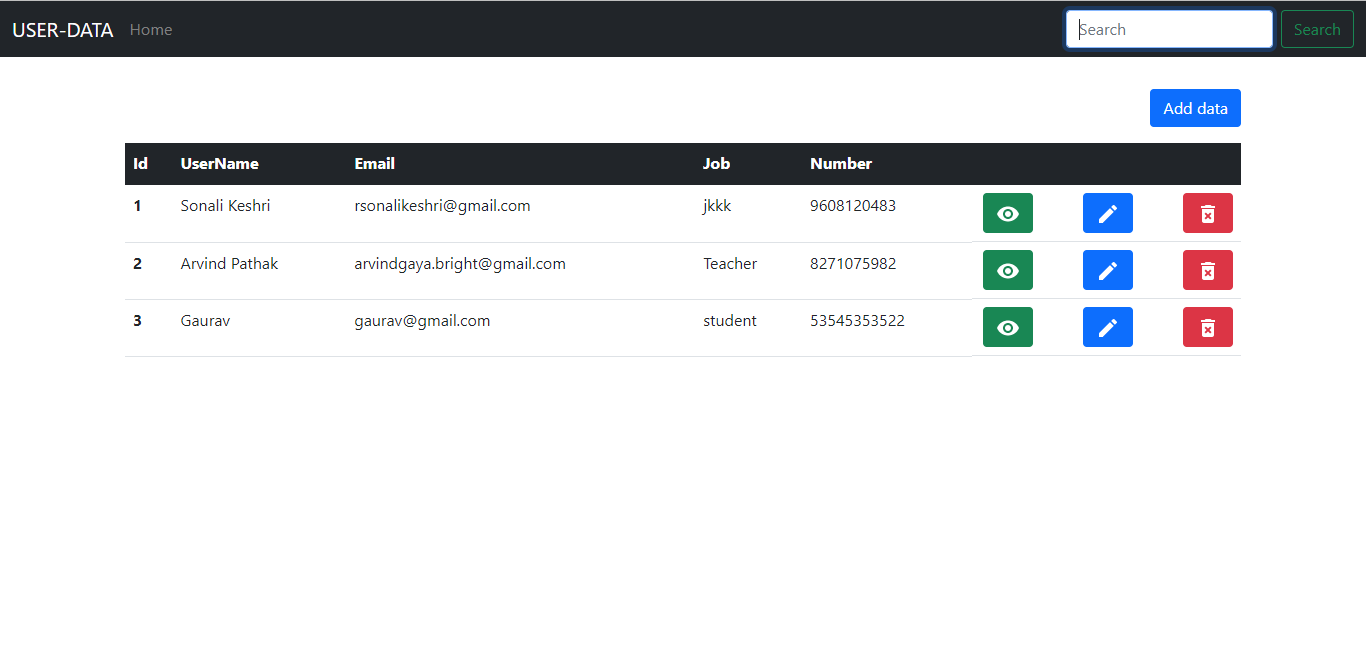 USER-DATA Home Search Search
Add data
Id UserName Email Job Number
1 Sonali Keshri rsonalikeshri@gmail.com jkkk 9608120483
2 Arvind Pathak arvindgaya.bright@gmail.com Teacher 8271075982
3 Gaurav gaurav@gmail.com student 53545353522